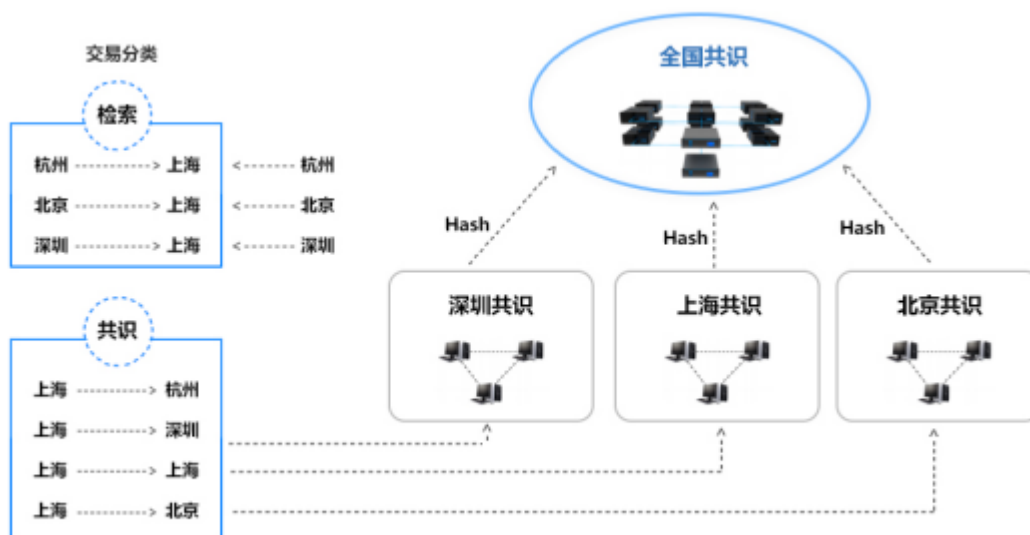 交易分类
检索
杭州 上海 杭州
北京 上海 北京
深圳 上海 深圳
共识
上海 杭州
上海 深圳
上海 上海
上海 北京
全国共识
Hash
Hash
Hash
深圳共识
上海共识
北京共识